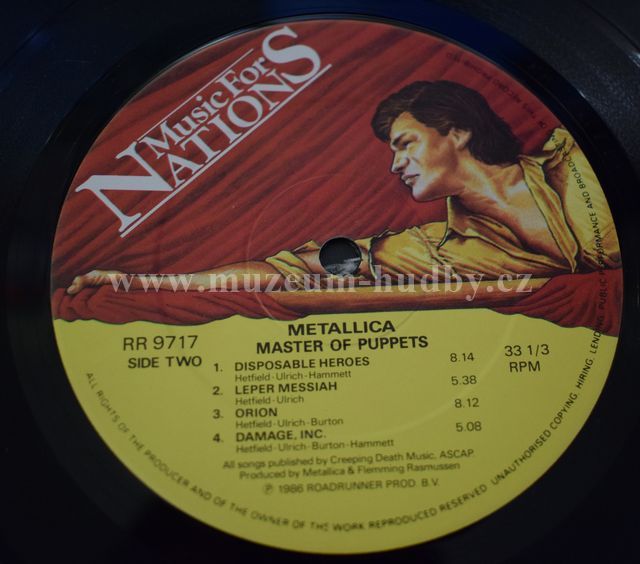 Music For
NATIONS
www.muzeum-hudby.cz
METALLICA
MASTER OF PUPPETS
RR 9717
SIDE TWO
33 1/3
RPM
1. DISPOSABLE HEROES 8.14
Hetfield-Ulrich-Hammett
2. LEPER MESSIAH 5.38
Hetfield-Ulrich
3. ORION 8.12
Hetfield-Ulrich-Burton
4. DAMAGE, INC. 5.08
Hetfield-Ulrich-Burton-Hammett
All songs published by Creeping Death Music, ASCAP
Produced by Metallica & Flemming Rasmussen
Ⓟ 1986 ROADRUNNER PROD. B.V.
ALL RIGHTS OF THE PRODUCER AND OF THE OWNER OF THE WORK REPRODUCED RESERVED. UNAUTHORISED COPYING, HIRING, LENDING, PUBLIC PERFORMANCE AND BROADCAST